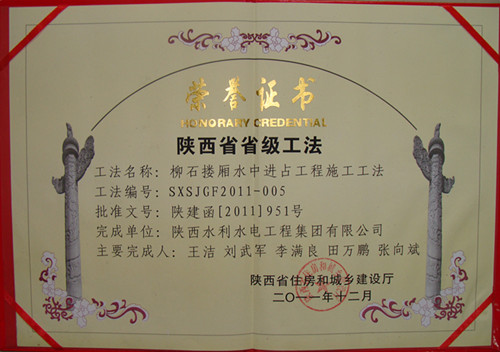 荣誉证书
HONORARY CREDENTIAL
陕西省省级工法
工法名称：柳石搂厢水中进占工程施工工法
工法编号：SXSJGF2011-005
批准文号：陕建函[2011]951号
完成单位：陕西水利水电工程集团有限公司
主要完成人：王洁 刘武军 李满良 田万鹏 张向斌
陕西省住房和城乡建设厅
二〇一一年十二月